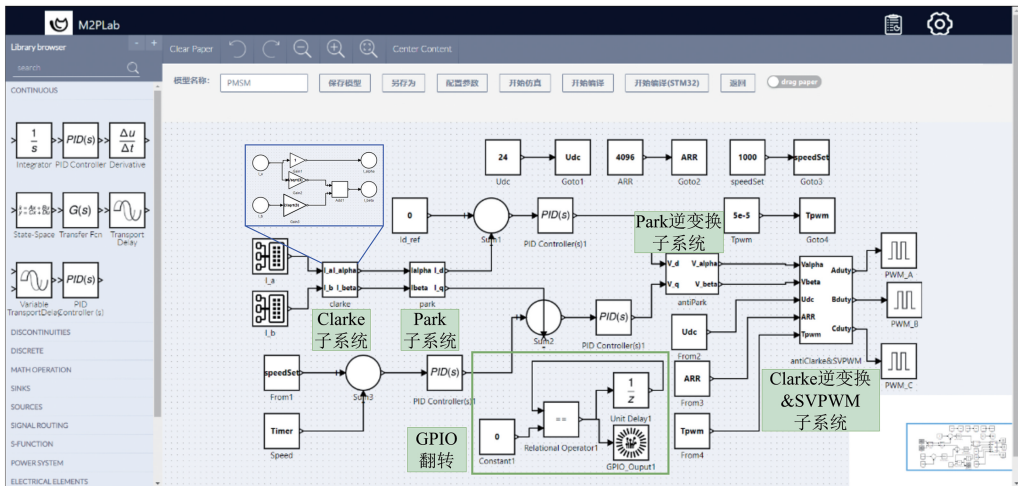 M2PLab
Library browser
- +
Clear Paper
Center Content
search
模型名称:
PMSM
保存模型
另存为
配置参数
开始仿真
开始编译
开始编译(STM32)
返回
drag paper
CONTINUOUS
1
s
PID(s)
Δu
Δt
Integrator
PID Controller
Derivative
G(s)
State-Space
Transfer Fcn
Transport
Delay
PID(s)
Variable
TransportDelay
PID
Controller (s)
DISCONTINUITIES
DISCRETE
MATH OPERATION
SINKS
SOURCES
SIGNAL ROUTING
S-FUNCTION
POWER SYSTEM
ELECTRICAL ELEMENTS
24
Udc
Udc
Goto1
4096
ARR
ARR
Goto2
1000
speedSet
speedSet
Goto3
0
Id_ref
Sum1
PID(s)
PID Controller(s)1
Park逆变换
子系统
5e-5
Tpwm
Tpwm
Goto4
I_a
I_b
I_a
I_alpha
I_b
I_beta
clarke
Ialpha
I_d
Ibeta
I_q
park
Clarke
子系统
Park
子系统
V_d
V_alpha
V_q
V_beta
antiPark
Valpha
Vbeta
Udc
ARR
Tpwm
Aduty
Bduty
Cduty
antiClarke&SVPWM
PWM_A
PWM_B
PWM_C
Sum2
PID(s)
PID Controller(s)1
Udc
From2
speedSet
From1
Sum3
PID(s)
PID Controller(s)1
Timer
Speed
ARR
From3
Tpwm
From4
Clarke逆变换
&SVPWM
子系统
GPIO
翻转
0
Constant1
==
Relational Operator1
1
z
Unit Delay1
GPIO_Ouput1